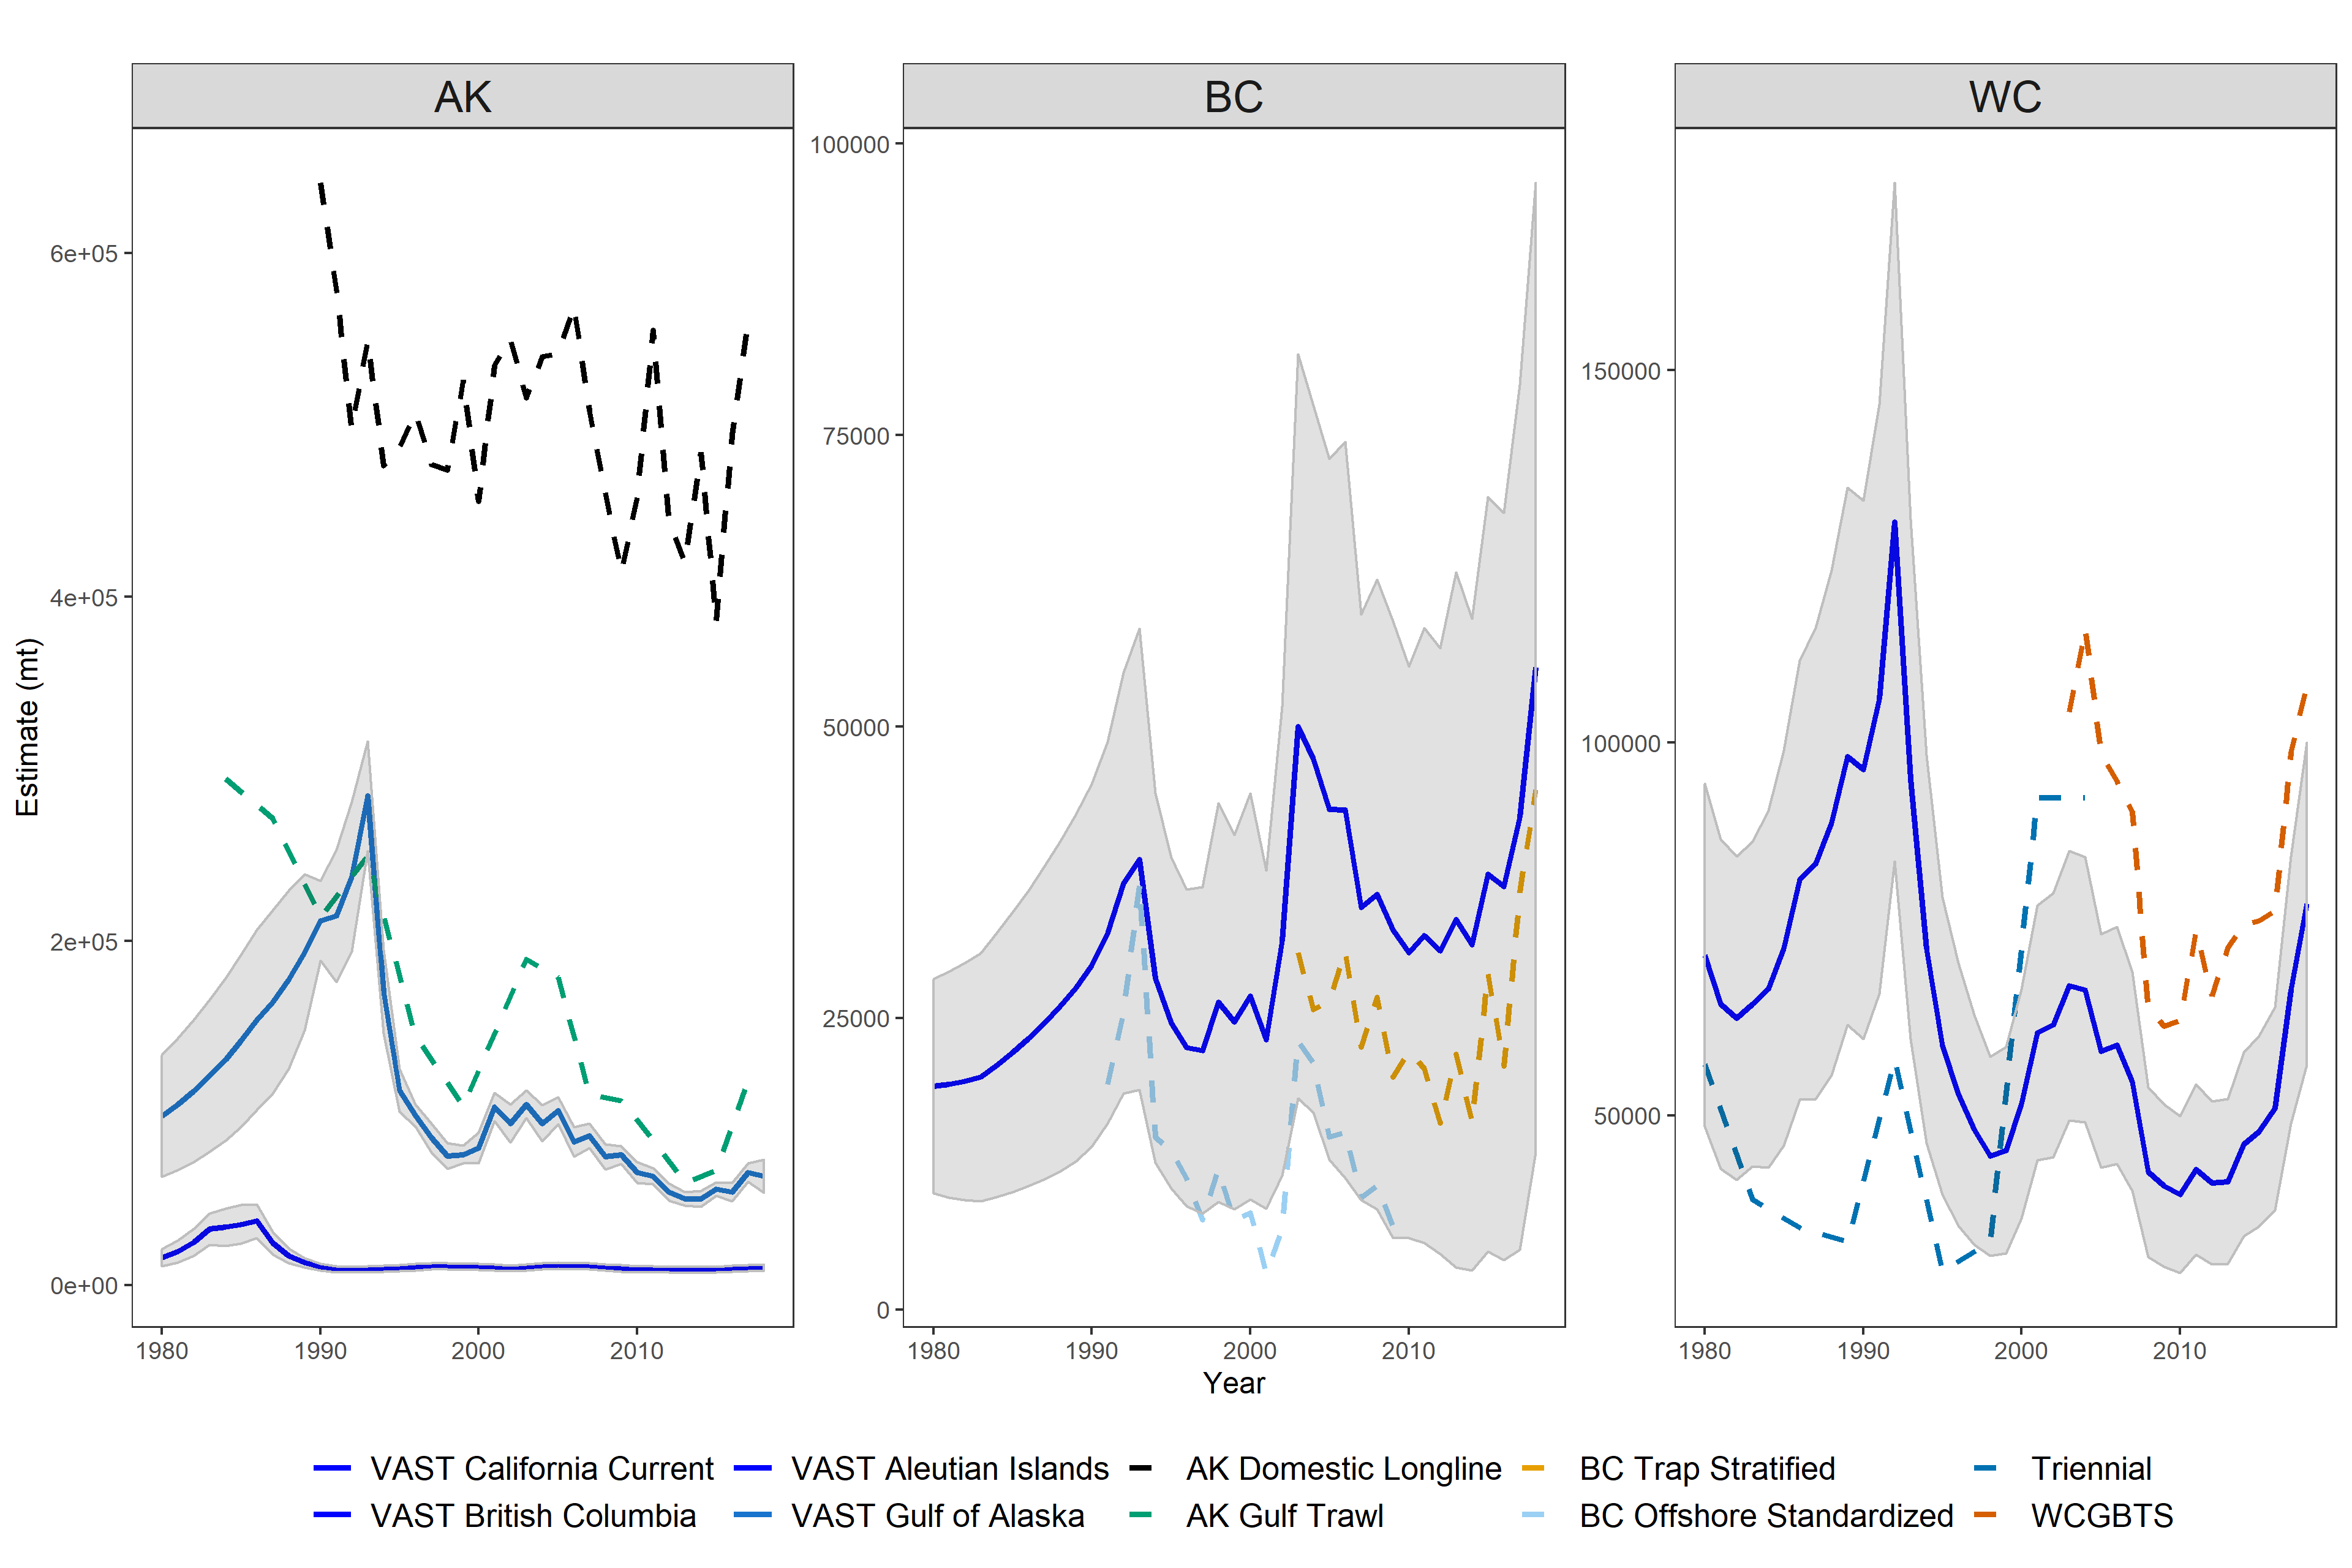 AK
BC
WC
Estimate (mt)
6e+05
4e+05
2e+05
0e+00
100000
75000
50000
25000
0
150000
100000
50000
1980 1990 2000 2010
1980 1990 2000 2010
1980 1990 2000 2010
Year
VAST California Current
VAST Aleutian Islands
AK Domestic Longline
BC Trap Stratified
Triennial
VAST British Columbia
VAST Gulf of Alaska
AK Gulf Trawl
BC Offshore Standardized
WCGBTS